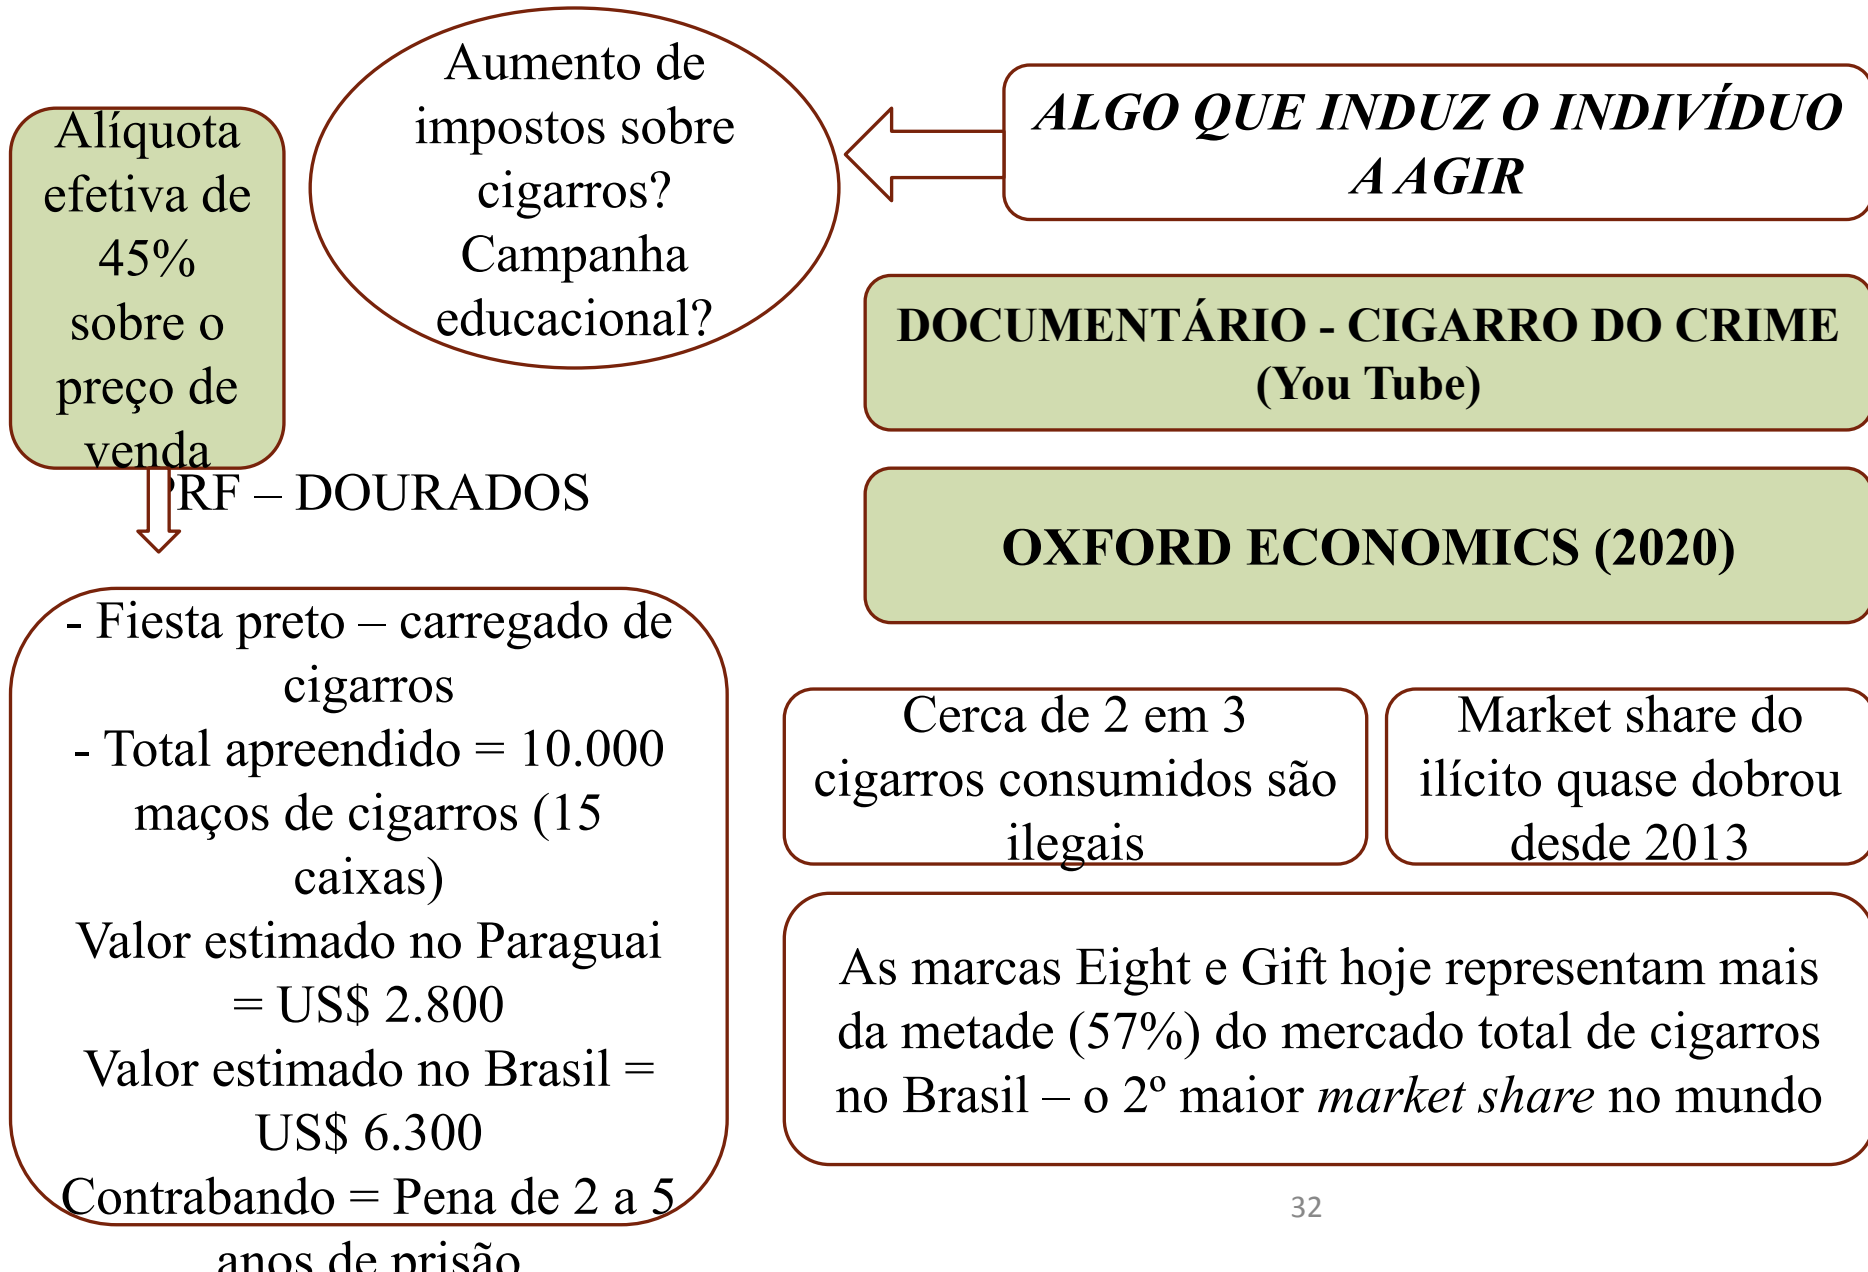 Alíquota
efetiva de
45%
sobre o
preço de
venda
Aumento de
impostos sobre
cigarros?
Campanha
educacional?
ALGO QUE INDUZ O INDIVÍDUO
A AGIR
DOCUMENTÁRIO - CIGARRO DO CRIME
(You Tube)
PRF – DOURADOS
OXFORD ECONOMICS (2020)
- Fiesta preto – carregado de
cigarros
- Total apreendido = 10.000
maços de cigarros (15
caixas)
Valor estimado no Paraguai
= US$ 2.800
Valor estimado no Brasil =
US$ 6.300
Contrabando = Pena de 2 a 5
anos de prisão
Cerca de 2 em 3
cigarros consumidos são
ilegais
Market share do
ilícito quase dobrou
desde 2013
As marcas Eight e Gift hoje representam mais
da metade (57%) do mercado total de cigarros
no Brasil – o 2º maior market share no mundo
32